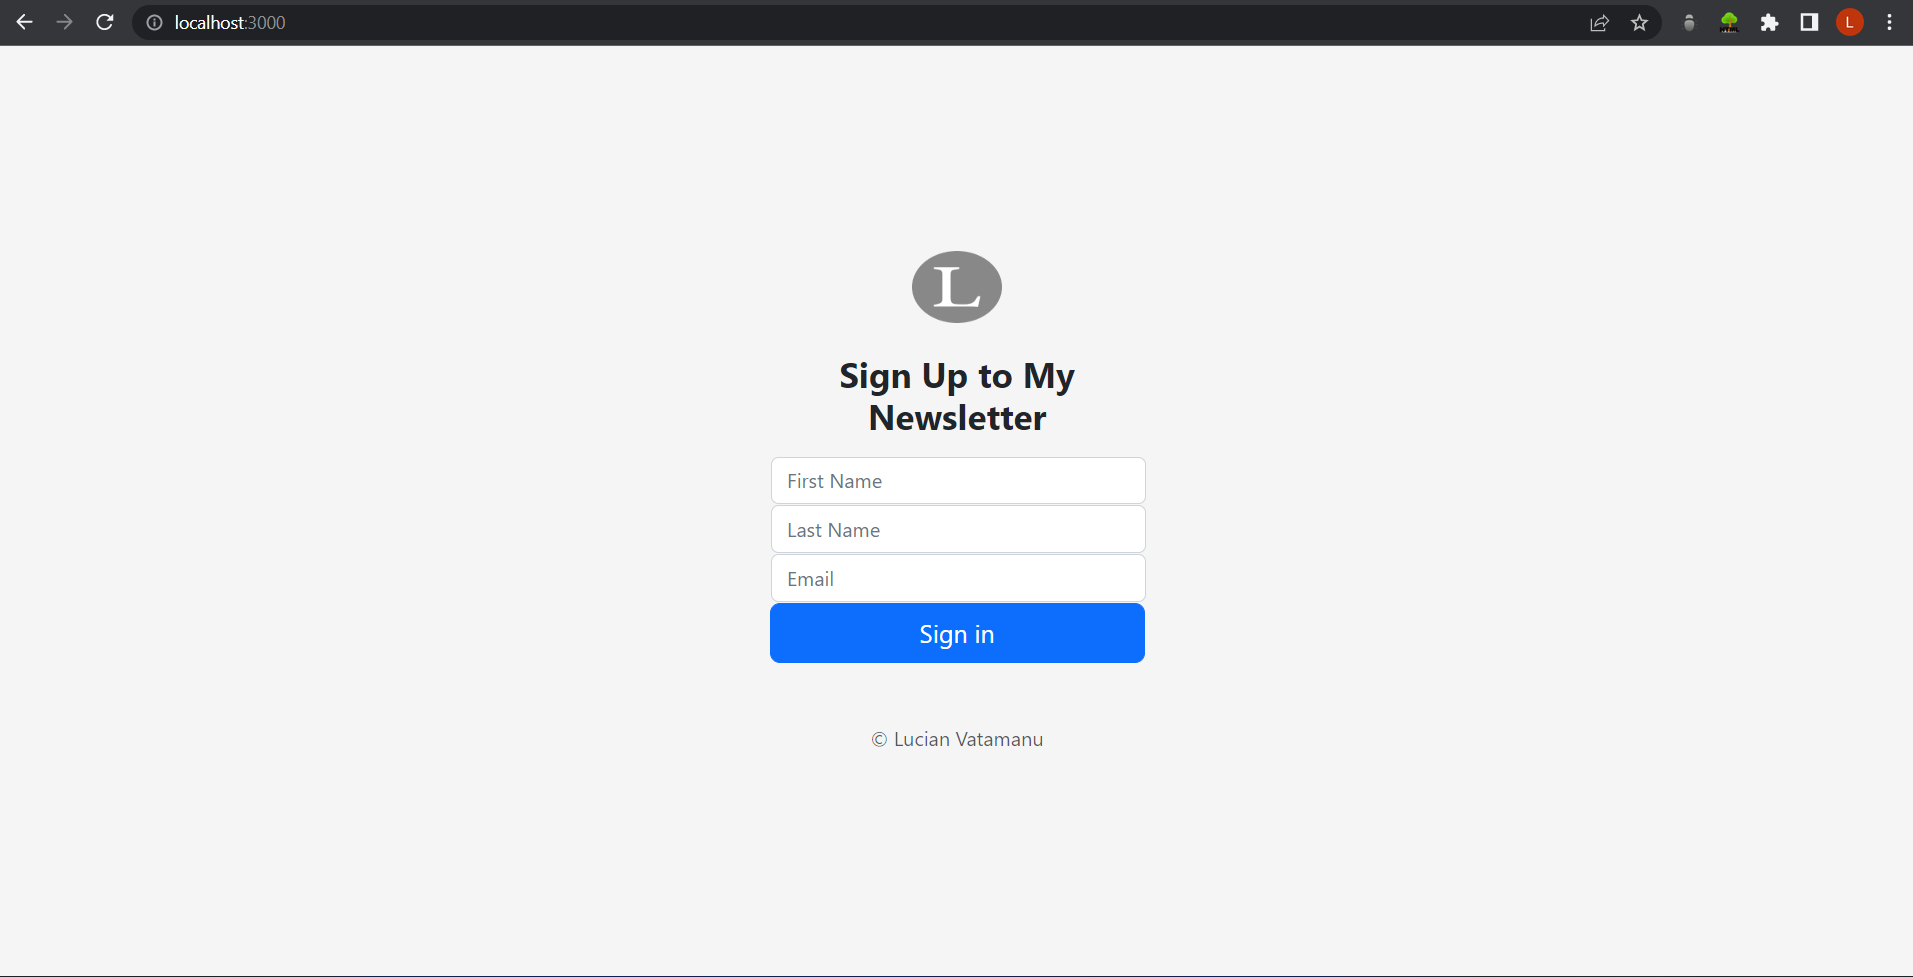 localhost:3000
L
L
Sign Up to My
Newsletter
First Name
Last Name
Email
Sign in
© Lucian Vatamanu